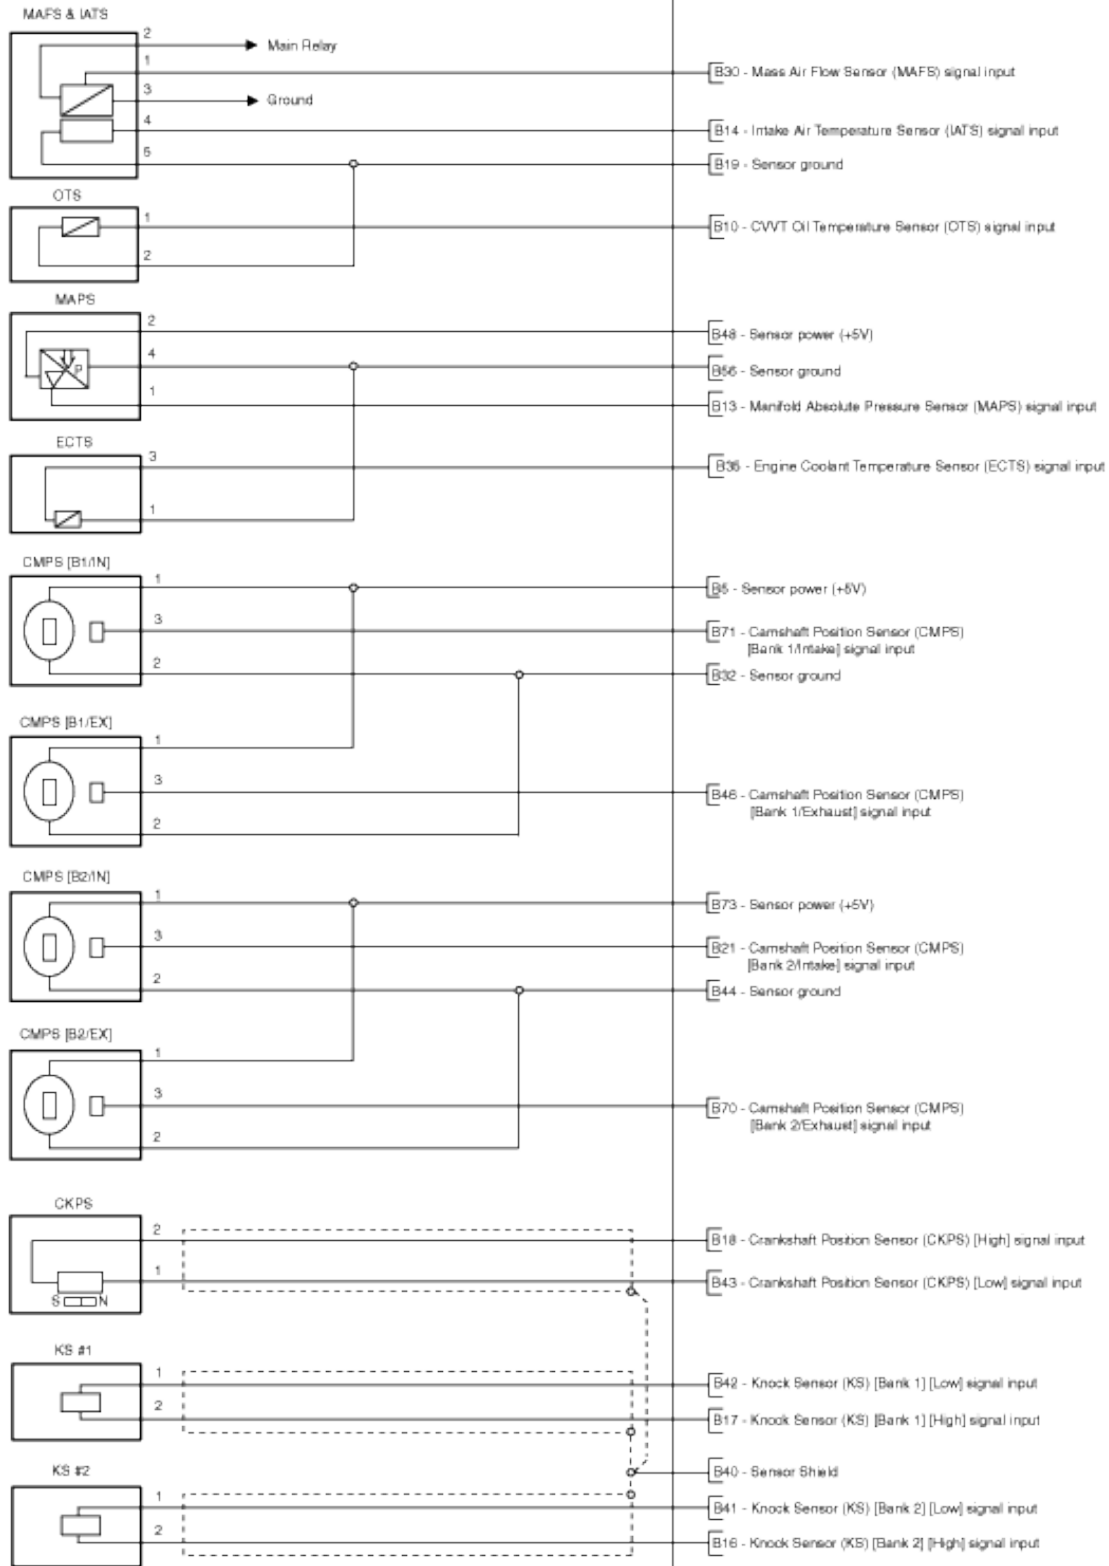 MAFS & IATS
2
Main Relay
1
B30 - Mass Air Flow Sensor (MAFS) signal input
3
Ground
4
B14 - Intake Air Temperature Sensor (IATS) signal input
5
B19 - Sensor ground
OTS
1
B10 - CVVT Oil Temperature Sensor (OTS) signal input
2
MAPS
2
B48 - Sensor power (+5V)
4
P
B56 - Sensor ground
1
B13 - Manifold Absolute Pressure Sensor (MAPS) signal input
ECTS
3
B35 - Engine Coolant Temperature Sensor (ECTS) signal input
1
CMPS [B1/IN]
1
B5 - Sensor power (+5V)
3
B71 - Camshaft Position Sensor (CMPS)
[Bank 1/Intake] signal input
2
B32 - Sensor ground
CMPS [B1/EX]
1
3
B46 - Camshaft Position Sensor (CMPS)
[Bank 1/Exhaust] signal input
2
CMPS [B2/IN]
1
B73 - Sensor power (+5V)
3
B21 - Camshaft Position Sensor (CMPS)
[Bank 2/Intake] signal input
2
B44 - Sensor ground
CMPS [B2/EX]
1
3
B70 - Camshaft Position Sensor (CMPS)
[Bank 2/Exhaust] signal input
2
CKPS
2
B18 - Crankshaft Position Sensor (CKPS) [High] signal input
1
B43 - Crankshaft Position Sensor (CKPS) [Low] signal input
S N
KS #1
1
B42 - Knock Sensor (KS) [Bank 1] [Low] signal input
2
B17 - Knock Sensor (KS) [Bank 1] [High] signal input
KS #2
B40 - Sensor Shield
1
B41 - Knock Sensor (KS) [Bank 2] [Low] signal input
2
B16 - Knock Sensor (KS) [Bank 2] [High] signal input